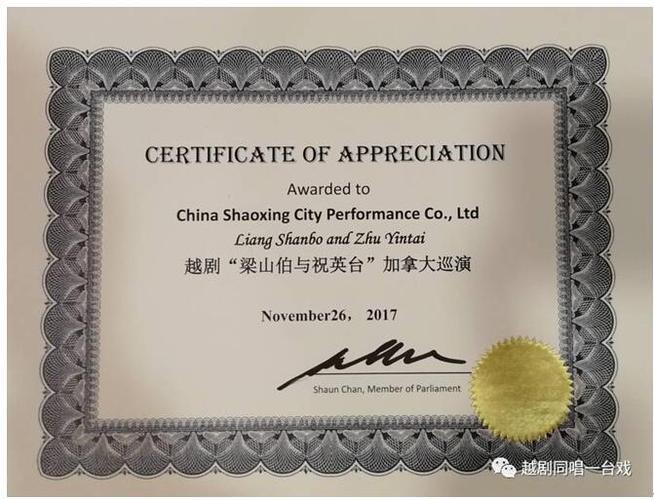 CERTIFICATE OF APPRECIATION
Awarded to
China Shaoxing City Performance Co., Ltd
Liang Shanbo and Zhu Yintai
越剧“梁山伯与祝英台”加拿大巡演
November26， 2017
Shaun Chan, Member of Parliament
越剧同唱一台戏